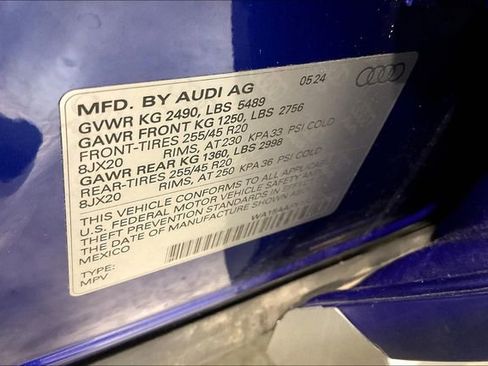 MFD. BY AUDI AG 05 24
GVWR KG 2490, LBS 5489
GAWR FRONT KG 1250, LBS 2756
FRONT-TIRES 255/45 R20
8JX20 RIMS, AT 230 KPA 33 PSI COLD
GAWR REAR KG 1360, LBS 2998
REAR-TIRES 255/45 R20
8JX20 RIMS, AT 250 KPA 36 PSI COLD
THIS VEHICLE CONFORMS TO ALL
U.S. FEDERAL MOTOR VEHICLE SAFETY AND
THEFT PREVENTION STANDARDS IN EFFECT
THE DATE OF MANUFACTURE SHOWN
MEXICO
TYPE:
MPV